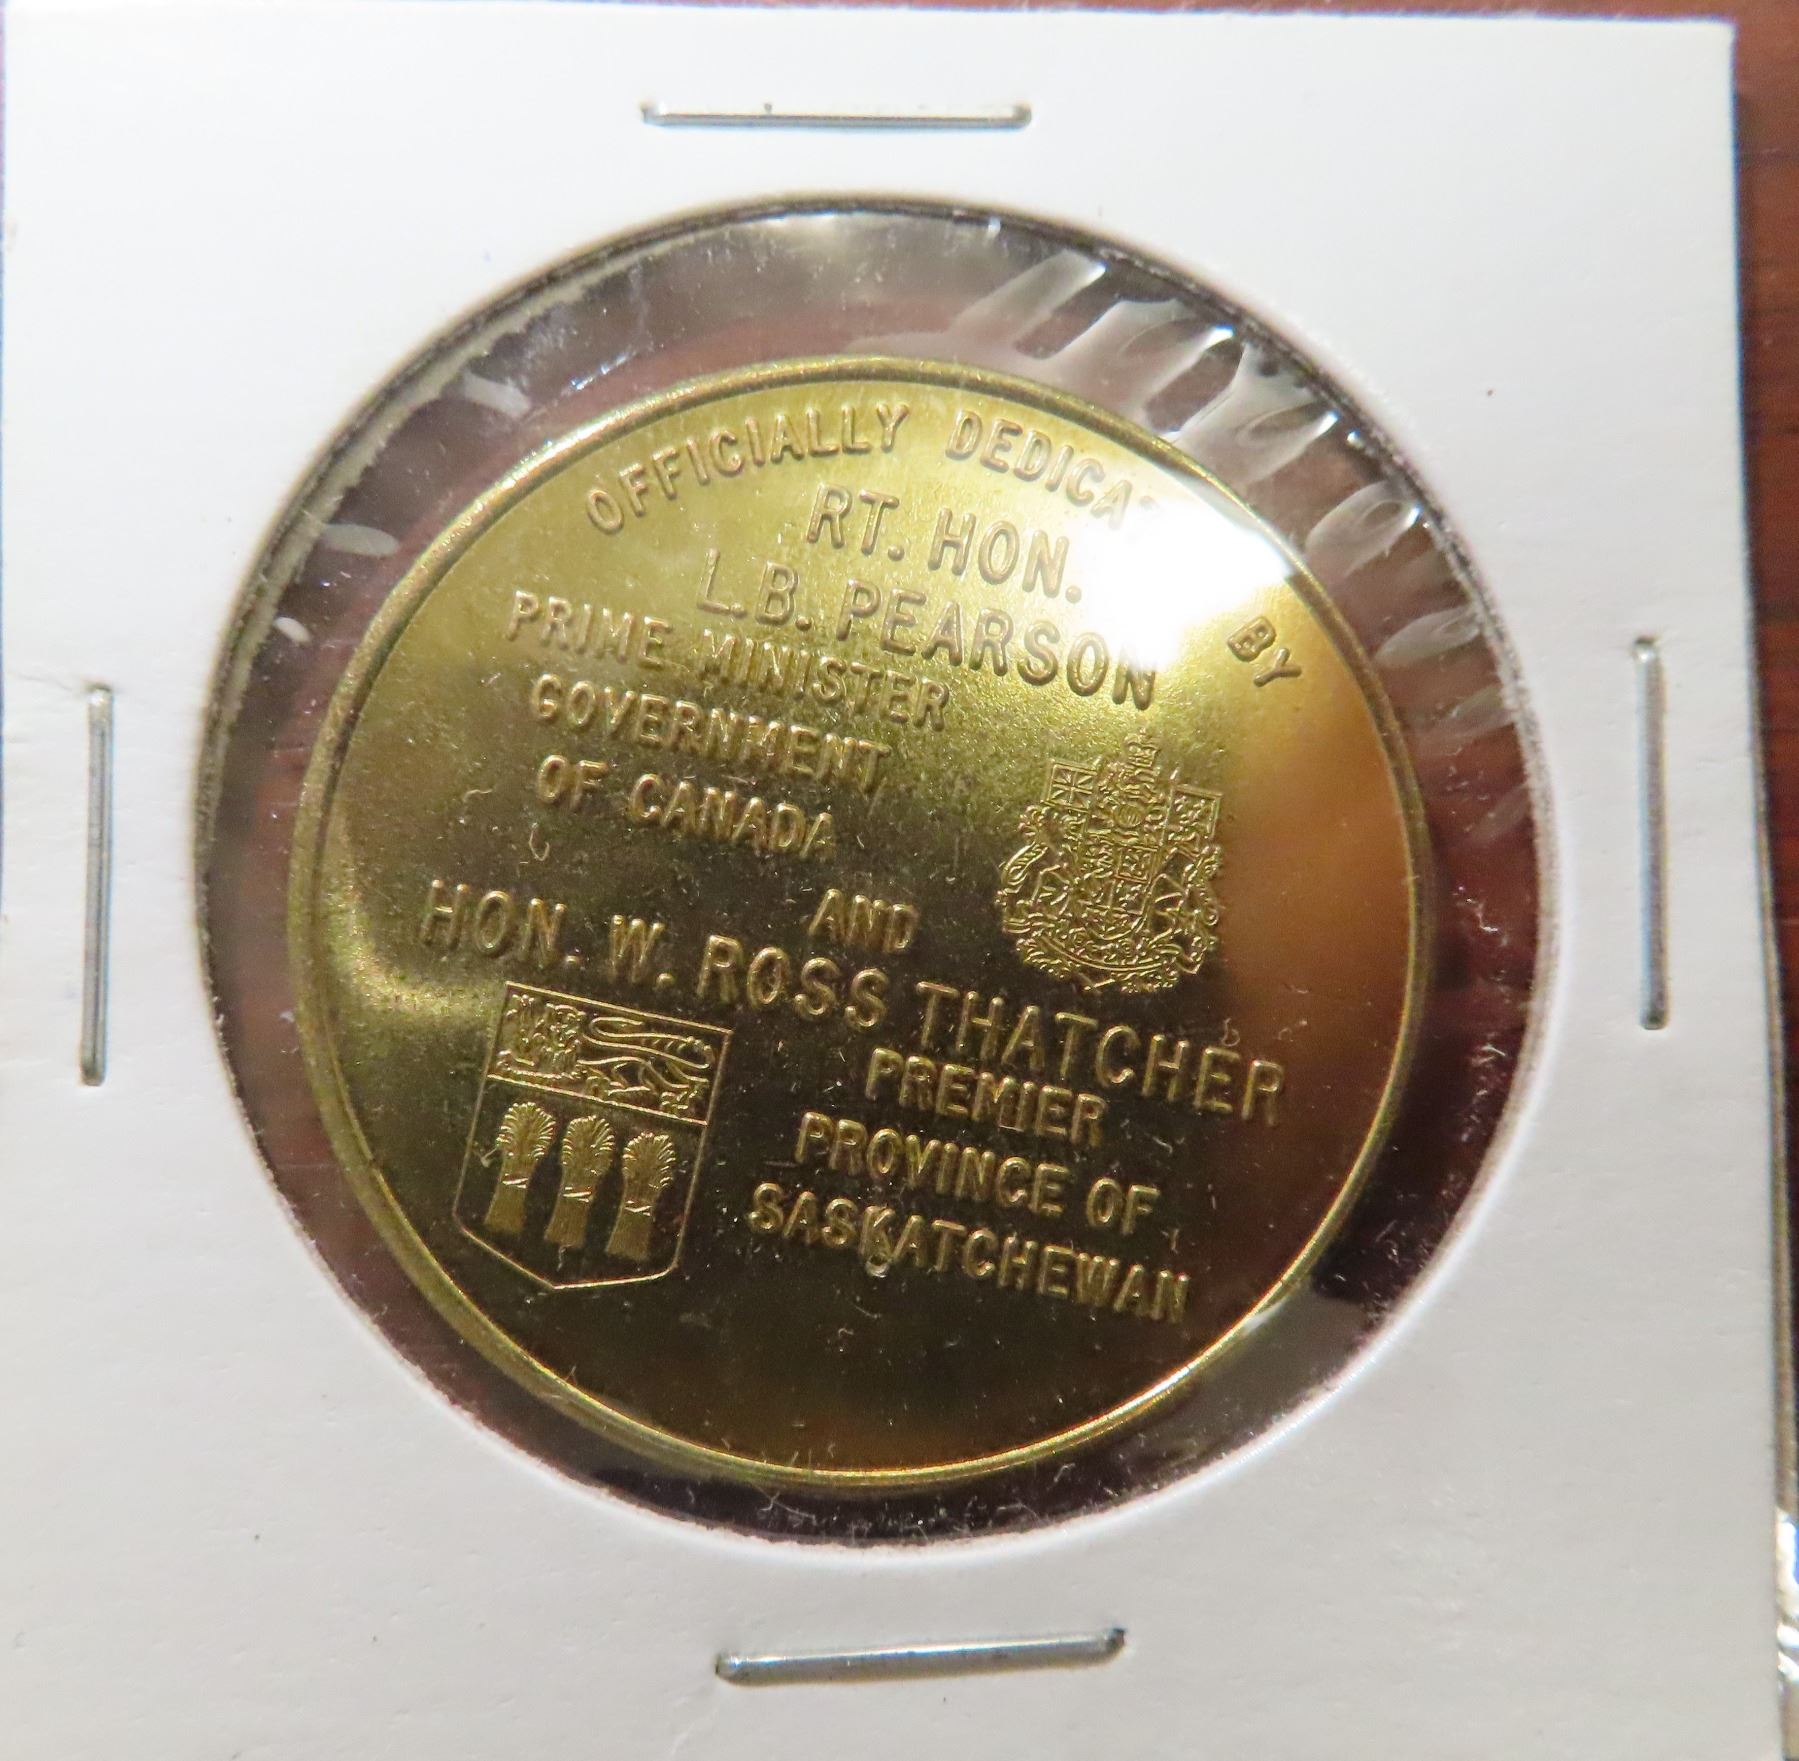 OFFICIALLY DEDICA BY
RT. HON.
L.B. PEARSON
PRIME MINISTER
GOVERNMENT
OF CANADA
AND
HON. W. ROSS THATCHER
PREMIER
PROVINCE OF
SASKATCHEWAN